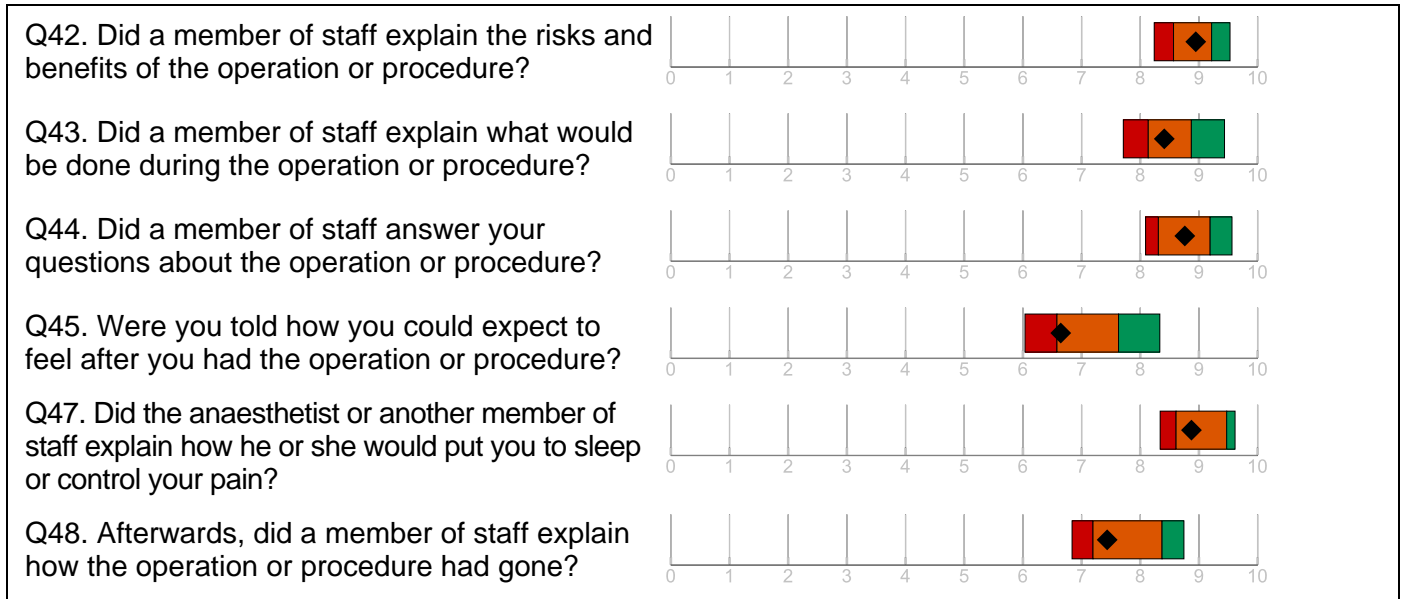 Q42. Did a member of staff explain the risks and
benefits of the operation or procedure?
0 1 2 3 4 5 6 7 8 9 10
Q43. Did a member of staff explain what would
be done during the operation or procedure?
0 1 2 3 4 5 6 7 8 9 10
Q44. Did a member of staff answer your
questions about the operation or procedure?
0 1 2 3 4 5 6 7 8 9 10
Q45. Were you told how you could expect to
feel after you had the operation or procedure?
0 1 2 3 4 5 6 7 8 9 10
Q47. Did the anaesthetist or another member of
staff explain how he or she would put you to sleep
or control your pain?
0 1 2 3 4 5 6 7 8 9 10
Q48. Afterwards, did a member of staff explain
how the operation or procedure had gone?
0 1 2 3 4 5 6 7 8 9 10